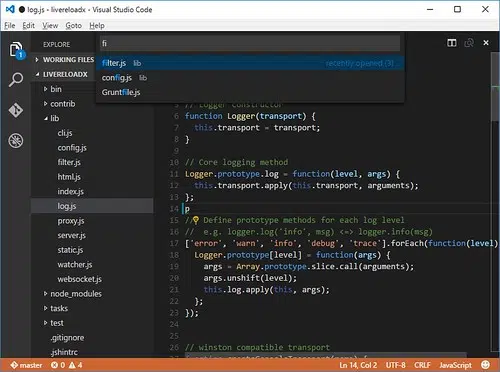 log.js - livereloadx - Visual Studio Code
File Edit View Goto Help
EXPLORE
WORKING FILES
LIVERELOADX
bin
contrib
lib
cli.js
config.js
filter.js
html.js
index.js
log.js
proxy.js
server.js
static.js
watcher.js
websocket.js
node_modules
tasks
test
.gitignore
.jshintrc
fi
filter.js lib recently opened (3)
config.js lib
Gruntfile.js
5 // Logger Constructor
6 function Logger(transport) {
7 this.transport = transport;
8 }
9
10 // Core logging method
11 Logger.prototype.log = function(level, args) {
12 this.transport.apply(this.transport, arguments);
13 };
14 p
15 // Define prototype methods for each log level
16 // e.g. logger.log('info', msg) <=> logger.info(msg)
17 ['error', 'warn', 'info', 'debug', 'trace'].forEach(function(level)
18 Logger.prototype[level] = function(args) {
19 args = Array.prototype.slice.call(arguments);
20 args.unshift(level);
21 this.log.apply(this, args);
22 };
23 });
24
25
26 // winston compatible transport
master 0 4 Ln 14, Col 2 UTF-8 CRLF JavaScript